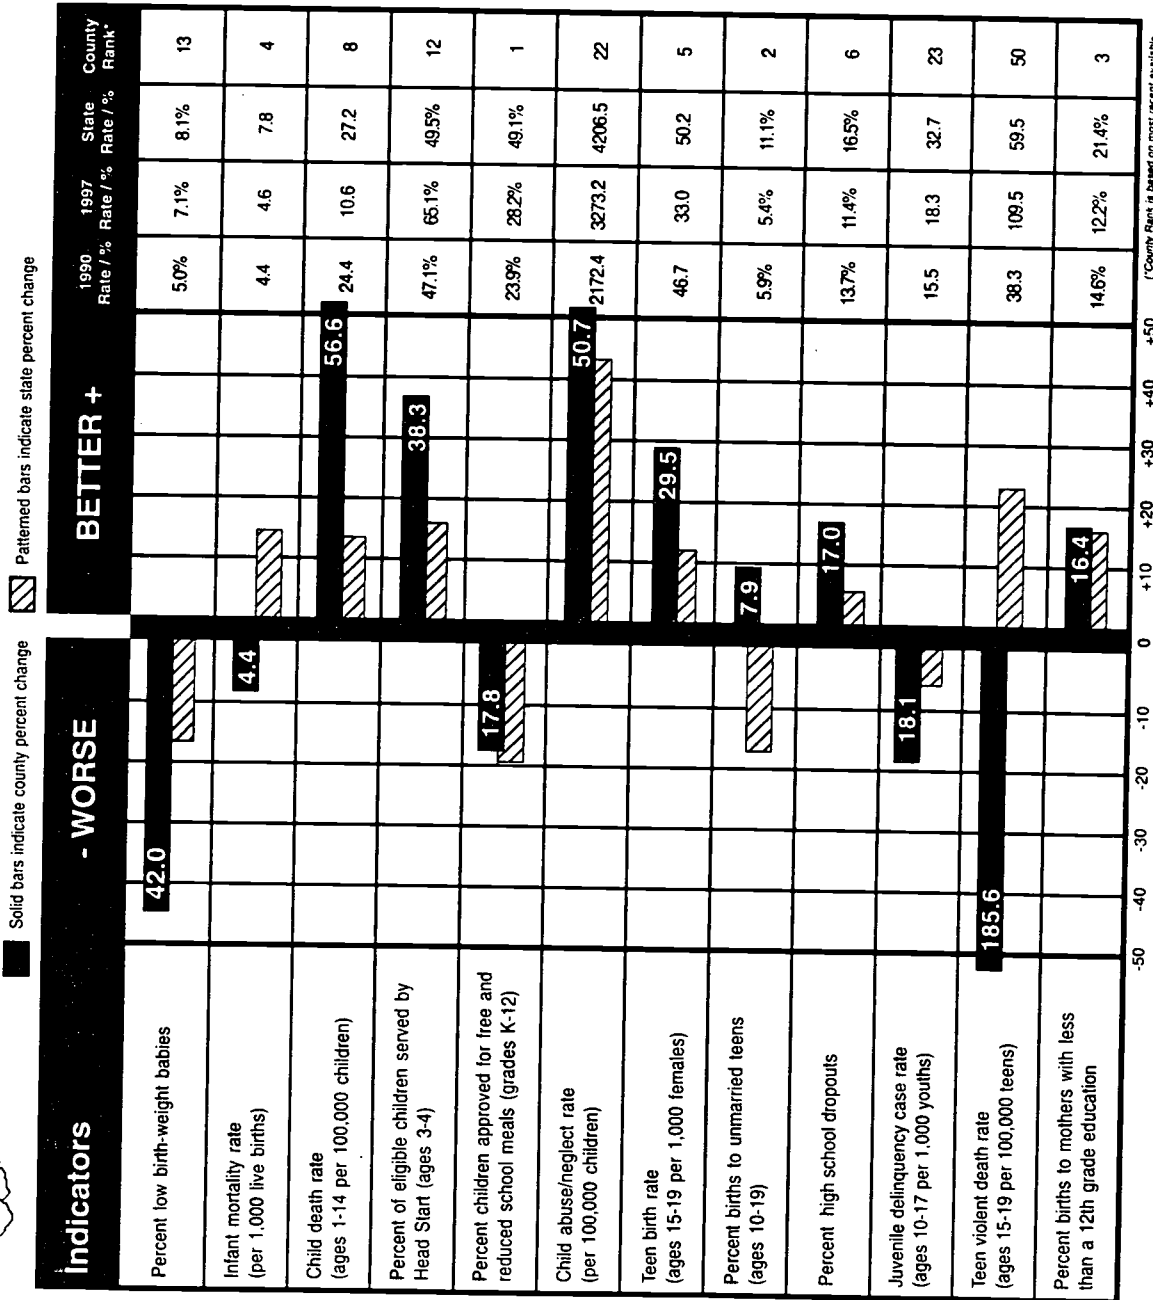 Solid bars indicate county percent change
Patterned bars indicate state percent change
Indicators
- WORSE
BETTER +
1990
Rate / %
1997
Rate / %
State
Rate / %
County
Rank*
Percent low birth-weight babies
42.0
5.0%
7.1%
8.1%
13
Infant mortality rate
(per 1,000 live births)
4.4
4.4
4.6
7.8
4
Child death rate
(ages 1-14 per 100,000 children)
56.6
24.4
10.6
27.2
8
Percent of eligible children served by
Head Start (ages 3-4)
38.3
47.1%
65.1%
49.5%
12
Percent children approved for free and
reduced school meals (grades K-12)
17.8
23.9%
28.2%
49.1%
1
Child abuse/neglect rate
(per 100,000 children)
50.7
2172.4
3273.2
4206.5
22
Teen birth rate
(ages 15-19 per 1,000 females)
29.5
46.7
33.0
50.2
5
Percent births to unmarried teens
(ages 10-19)
7.9
5.9%
5.4%
11.1%
2
Percent high school dropouts
17.0
13.7%
11.4%
16.5%
6
Juvenile delinquency case rate
(ages 10-17 per 1,000 youths)
18.1
15.5
18.3
32.7
23
Teen violent death rate
(ages 15-19 per 100,000 teens)
185.6
38.3
109.5
59.5
50
Percent births to mothers with less
than a 12th grade education
16.4
14.6%
12.2%
21.4%
3
-50
-40
-30
-20
-10
0
+10
+20
+30
+40
+50
(*County Rank is based on most recent available